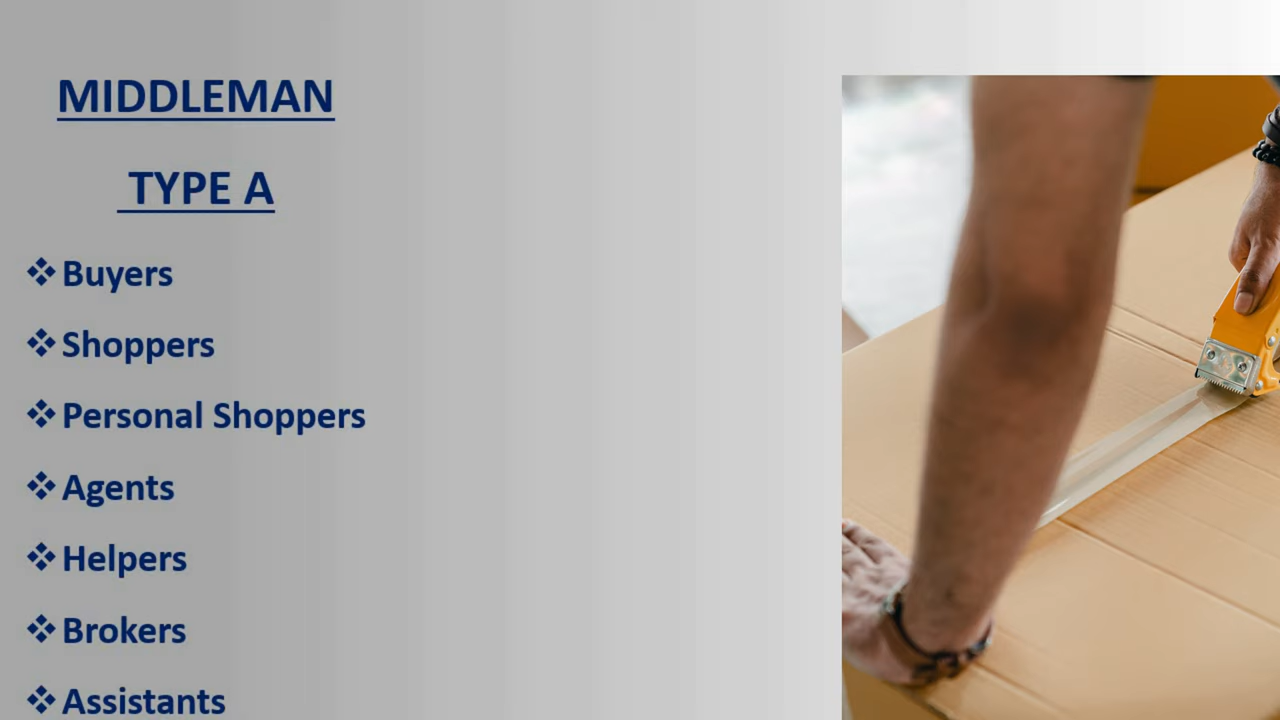 MIDDLEMAN
TYPE A
❖ Buyers
❖ Shoppers
❖ Personal Shoppers
❖ Agents
❖ Helpers
❖ Brokers
❖ Assistants